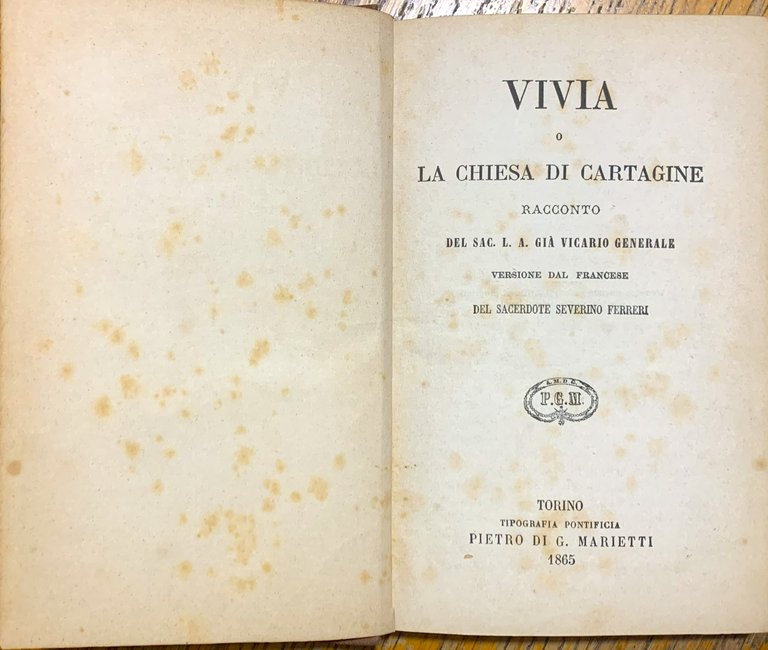 VIVIA
O
LA CHIESA DI CARTAGINE
RACCONTO
DEL SAC. L. A. GIÀ VICARIO GENERALE
VERSIONE DAL FRANCESE
DEL SACERDOTE SEVERINO FERRERI
P.G.M.
TORINO
TIPOGRAFIA PONTIFICIA
PIETRO DI G. MARIETTI
1865